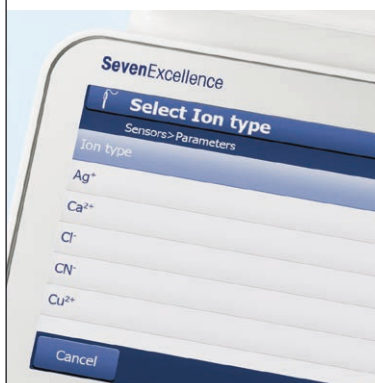 SevenExcellence
Select Ion type
Sensors>Parameters
Ion type
Ag⁺
Ca²⁺
Cl⁻
CN⁻
Cu²⁺
Cancel